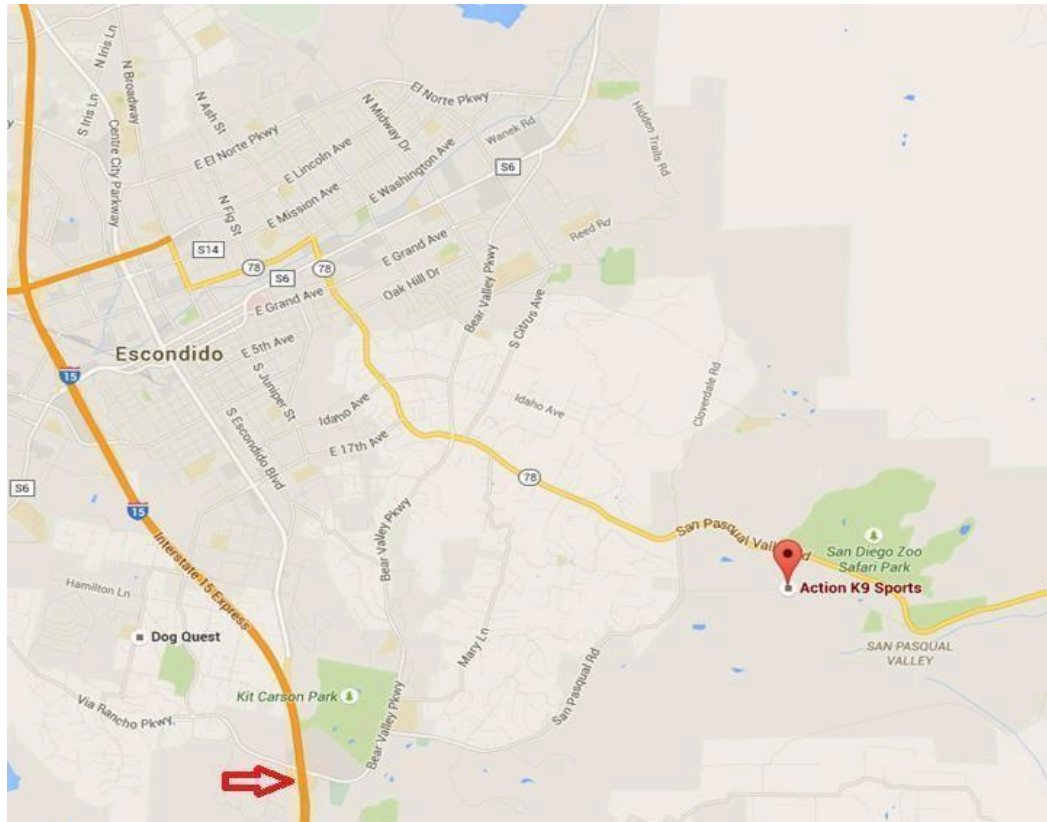 N Iris Ln
S Iris Ln
N Broadway
Centre City Parkway
N Ash St
N Midway Dr
El Norte Pkwy
E El Norte Pkwy
Wanek Rd
Hidden Trails Rd
E Lincoln Ave
E Washington Ave
E Mission Ave
N Fig St
S6
S14
78
S6
78
E Grand Ave
Reed Rd
Oak Hill Dr
Bear Valley Pkwy
S Citrus Ave
E Grand Ave
Escondido
E 5th Ave
S Juniper St
15
Idaho Ave
Idaho Ave
Cloverdale Rd
S Escondido Blvd
E 17th Ave
78
S6
15
Interstate 15 Express
Bear Valley Pkwy
San Pasqual Valley Rd
San Diego Zoo
Safari Park
Action K9 Sports
Hamilton Ln
Dog Quest
Mary Ln
San Pasqual Rd
SAN PASQUAL
VALLEY
Kit Carson Park
Via Rancho Pkwy
Bear Valley Pkwy